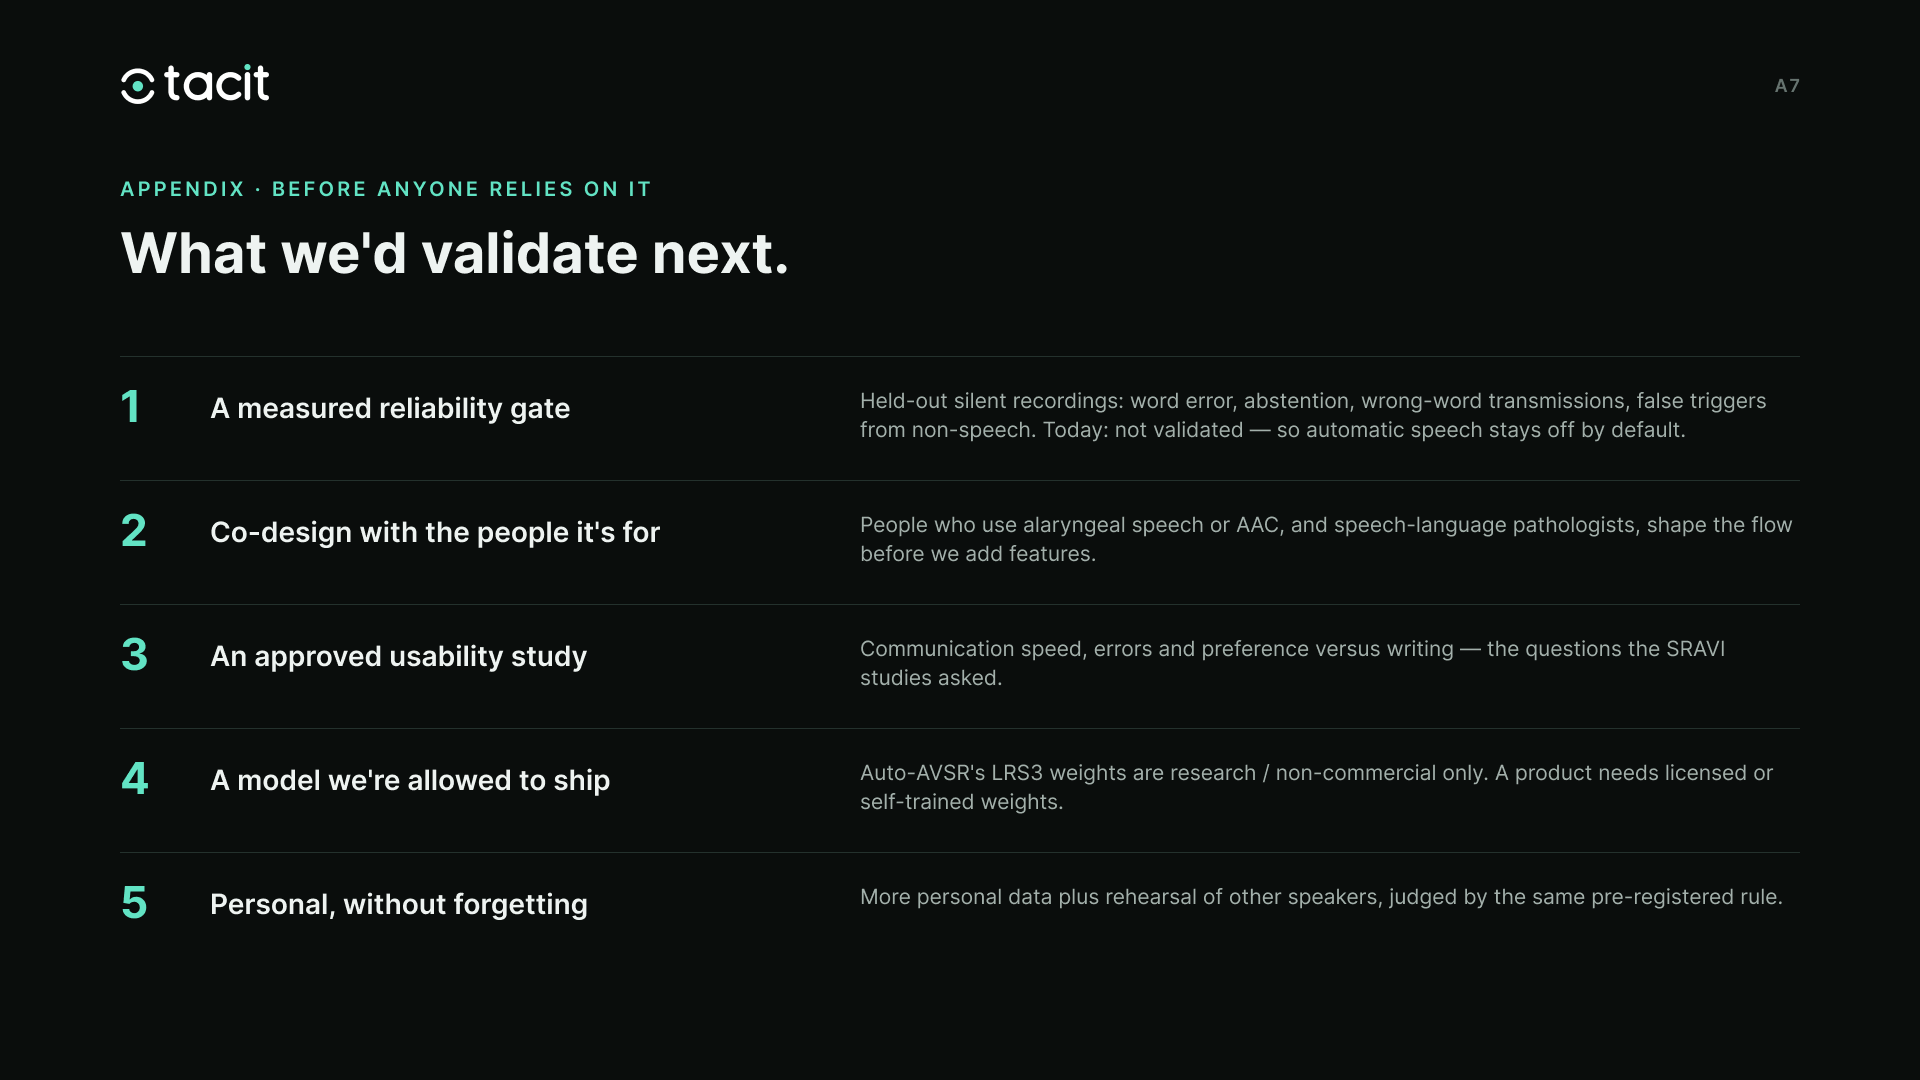 tacit
A7
APPENDIX · BEFORE ANYONE RELIES ON IT
What we'd validate next.
1
A measured reliability gate
Held-out silent recordings: word error, abstention, wrong-word transmissions, false triggers
from non-speech. Today: not validated — so automatic speech stays off by default.
2
Co-design with the people it's for
People who use alaryngeal speech or AAC, and speech-language pathologists, shape the flow
before we add features.
3
An approved usability study
Communication speed, errors and preference versus writing — the questions the SRAVI
studies asked.
4
A model we're allowed to ship
Auto-AVSR's LRS3 weights are research / non-commercial only. A product needs licensed or
self-trained weights.
5
Personal, without forgetting
More personal data plus rehearsal of other speakers, judged by the same pre-registered rule.